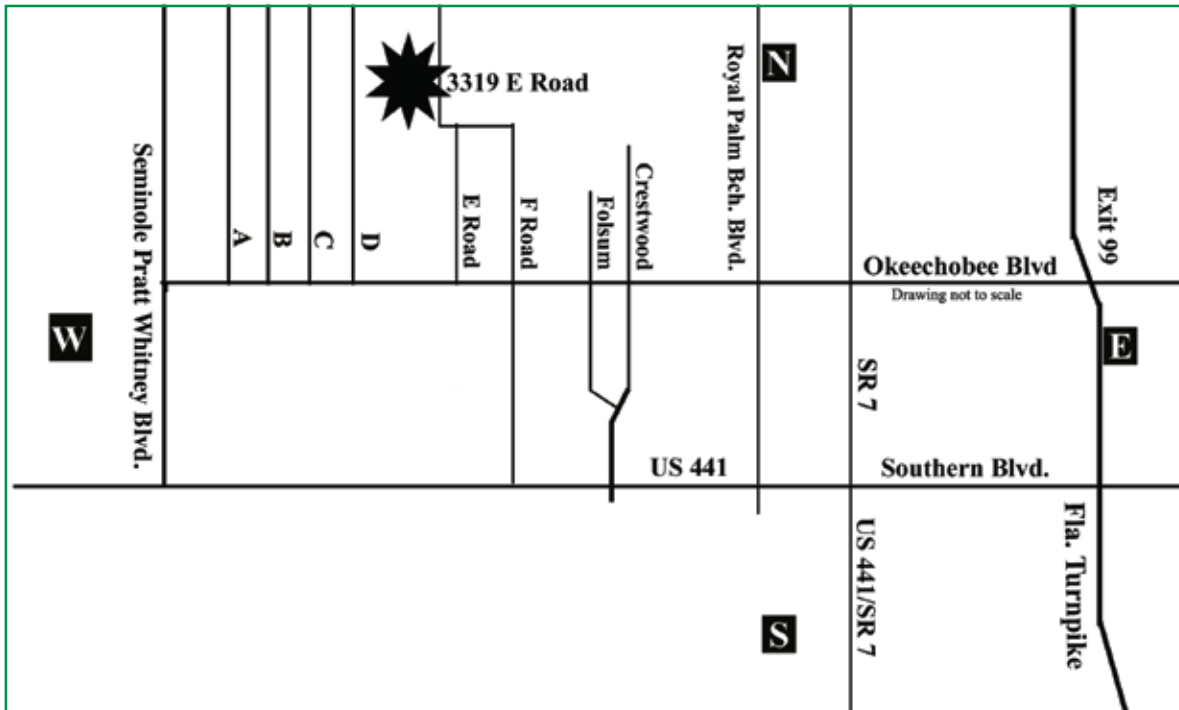 N
3319 E Road
Royal Palm Bch. Blvd.
Seminole Pratt Whitney Blvd.
A
B
C
D
E Road
F Road
Folsum
Crestwood
Exit 99
Okeechobee Blvd
Drawing not to scale
W
E
SR 7
US 441
Southern Blvd.
Fla. Turnpike
US 441/SR 7
S